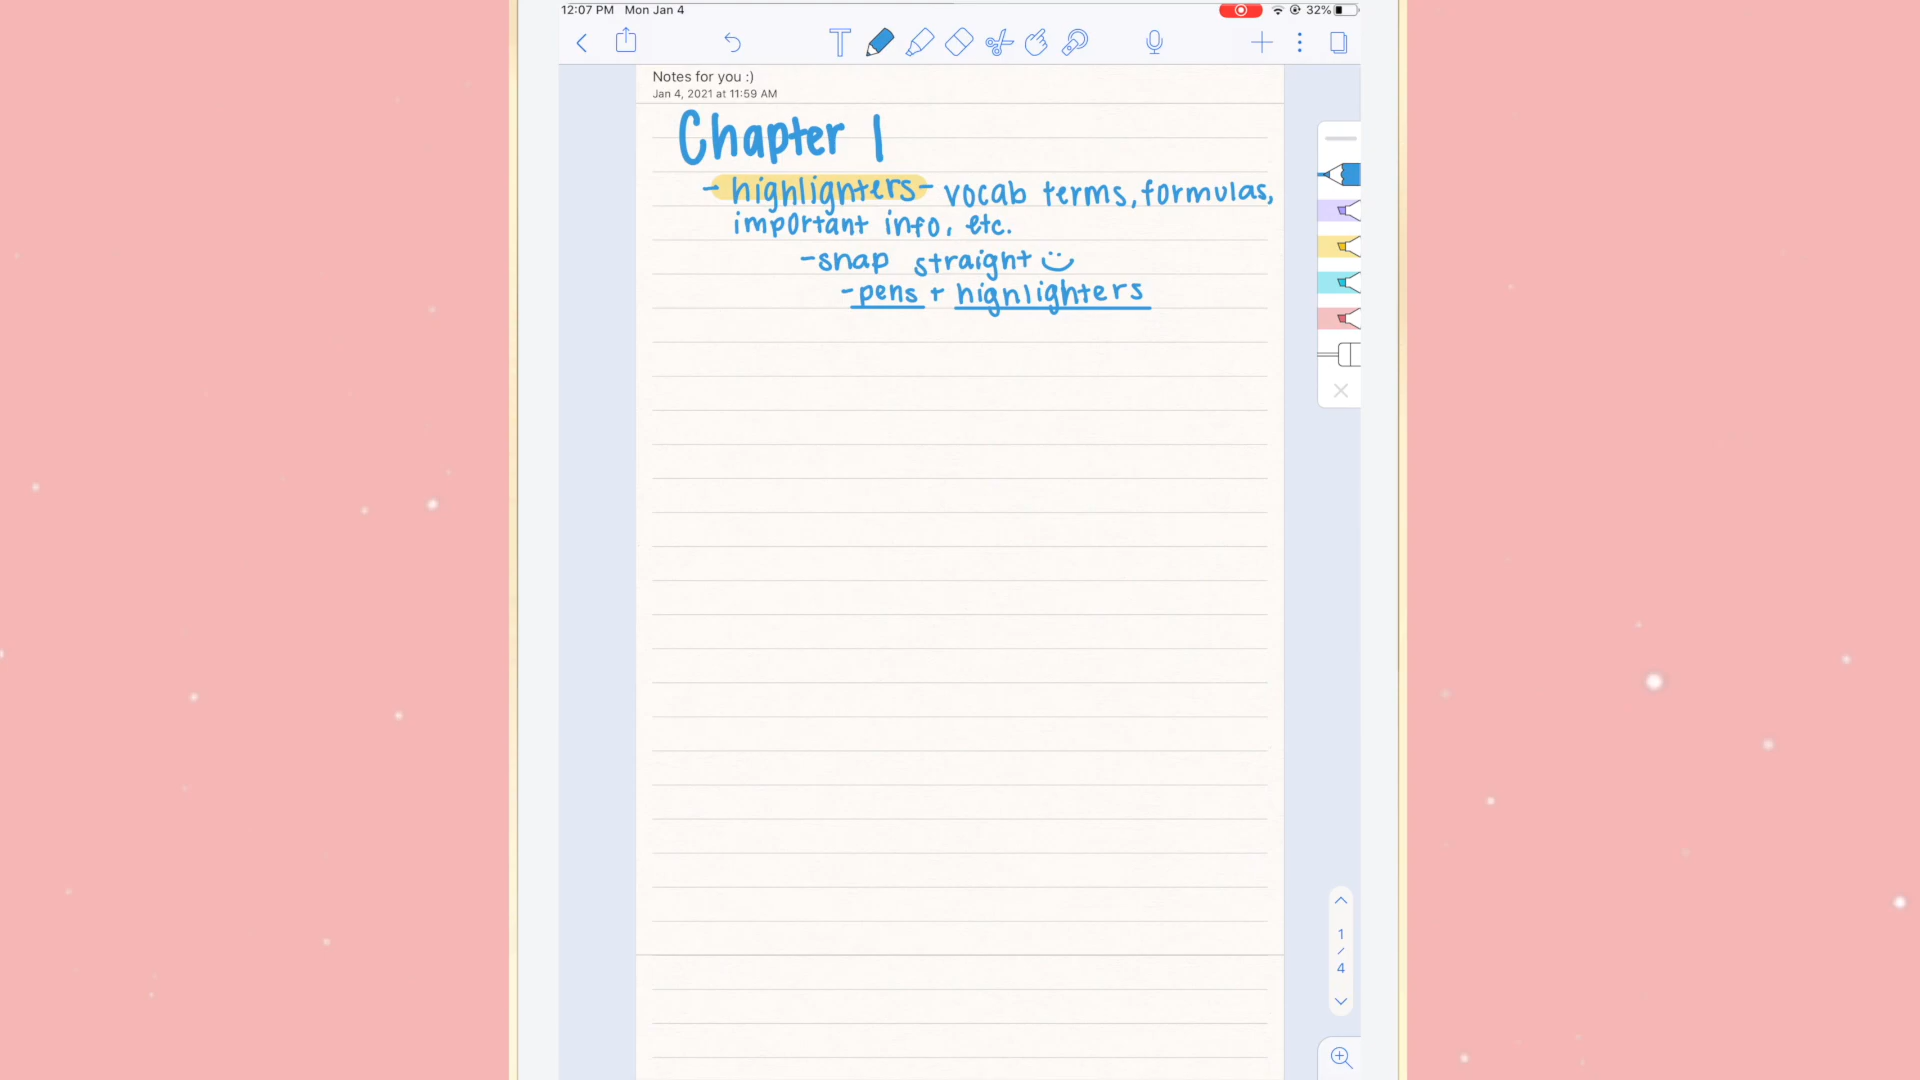 12:07 PM Mon Jan 4 32%
T
Notes for you :)
Jan 4, 2021 at 11:59 AM
Chapter 1
- highlighters - vocab terms, formulas,
important info, etc.
- snap straight
- pens + highlighters
1
/
4